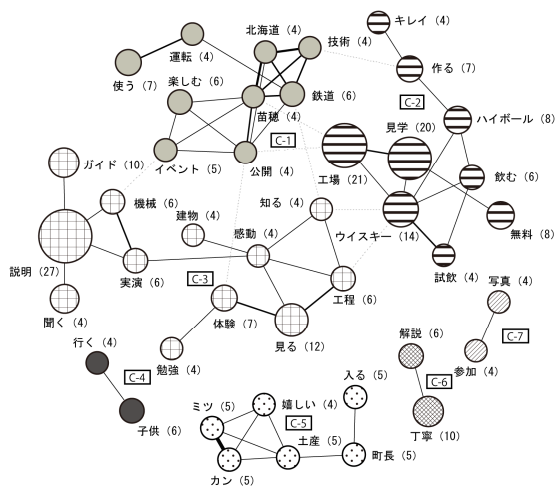 キレイ (4)
北海道 (4)
技術 (4)
運転 (4)
作る (7)
使う (7)
楽しむ (6)
鉄道 (6)
C-2
苗穂 (4)
ハイボール (8)
見学 (20)
C-1
ガイド (10)
イベント (5)
公開 (4)
工場 (21)
飲む (6)
機械 (6)
知る (4)
建物 (4)
無料 (8)
感動 (4)
ウイスキー (14)
説明 (27)
実演 (6)
C-3
試飲 (4)
写真 (4)
工程 (6)
聞く (4)
体験 (7)
見る (12)
解説 (6)
C-7
行く (4)
勉強 (4)
参加 (4)
C-4
入る (5)
C-6
ミツ (5)
嬉しい (4)
子供 (6)
C-5
丁寧 (10)
土産 (5)
町長 (5)
カン (5)